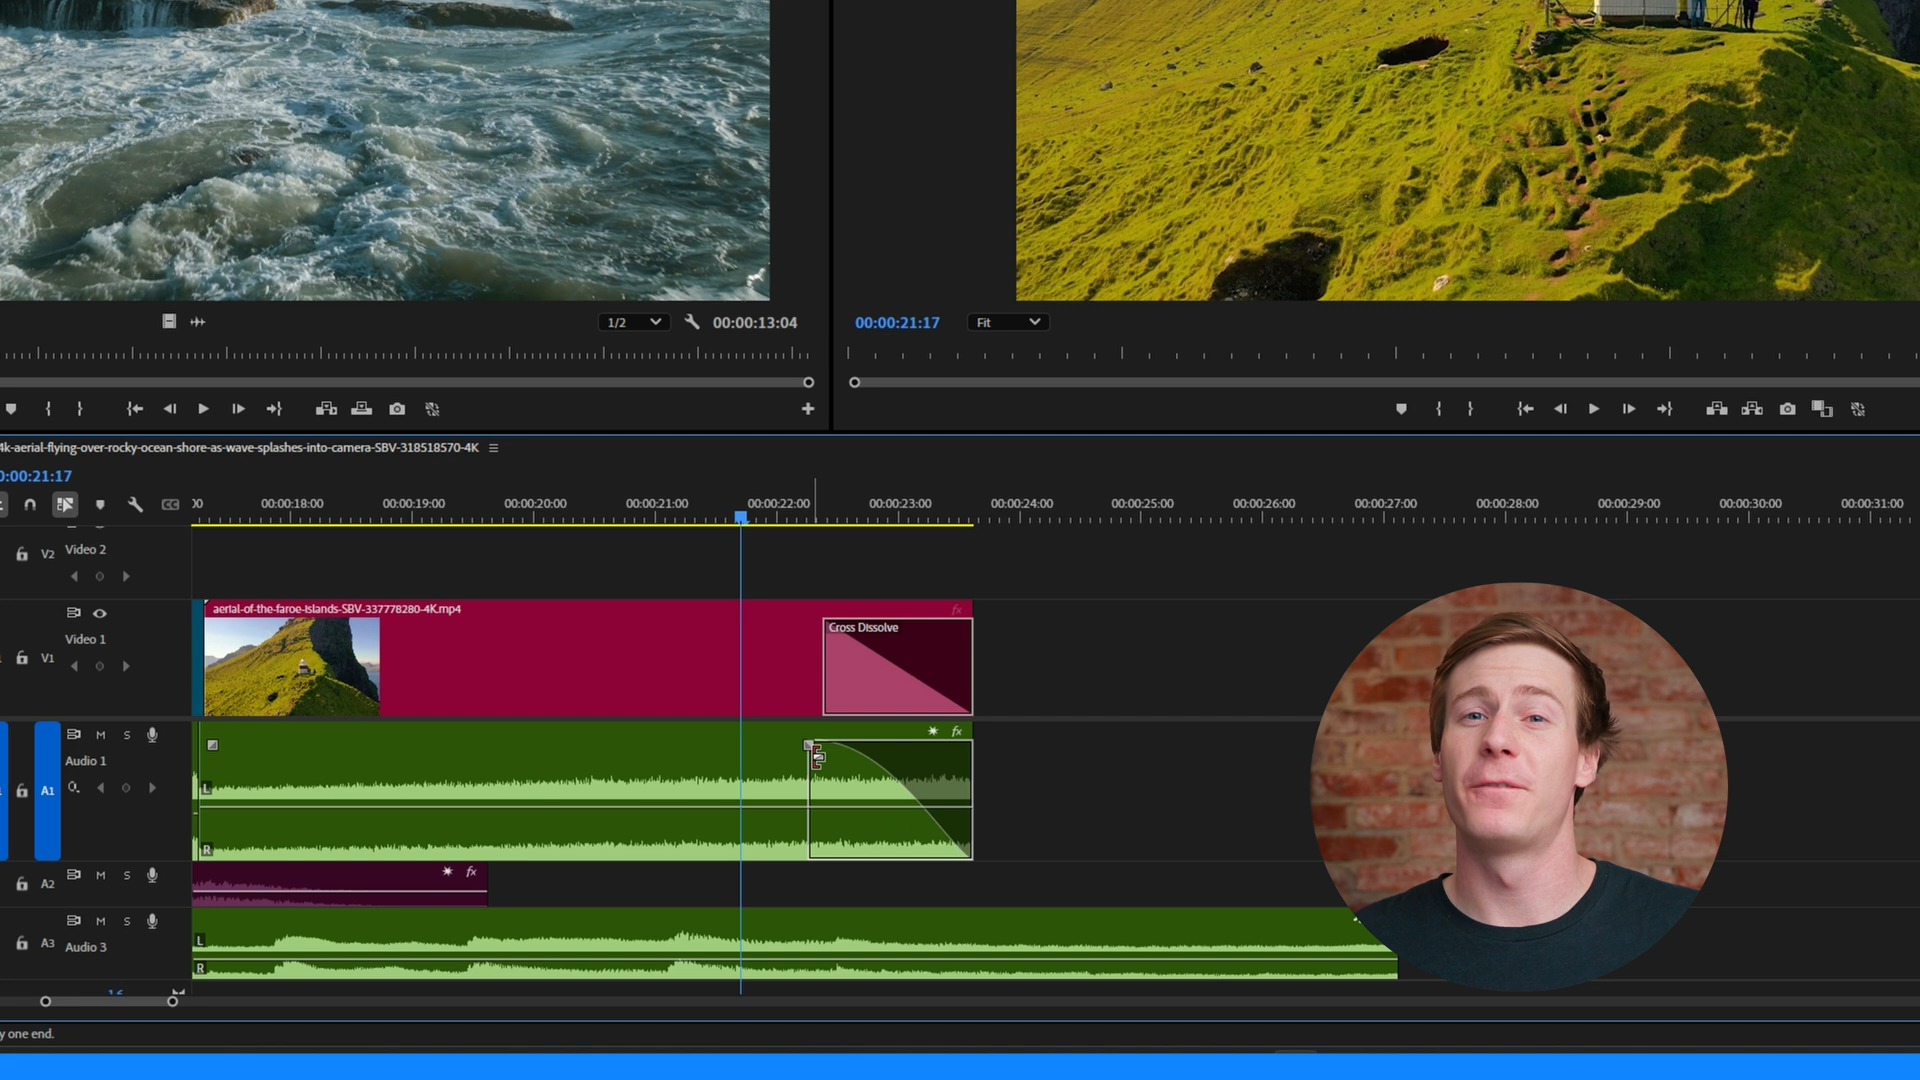 1/2
00:00:13:04
00:00:21:17
Fit
4k-aerial-flying-over-rocky-ocean-shore-as-wave-splashes-into-camera-SBV-318518570-4K
0:00:21:17
CC
00
00:00:18:00
00:00:19:00
00:00:20:00
00:00:21:00
00:00:22:00
00:00:23:00
00:00:24:00
00:00:25:00
00:00:26:00
00:00:27:00
00:00:28:00
00:00:29:00
00:00:30:00
00:00:31:00
V2
Video 2
aerial-of-the-faroe-islands-SBV-337778280-4K.mp4
fx
Cross Dissolve
Video 1
V1
M S
fx
Audio 1
A1
L
R
A2
M S
fx
M S
A3
Audio 3
L
R
y one end.